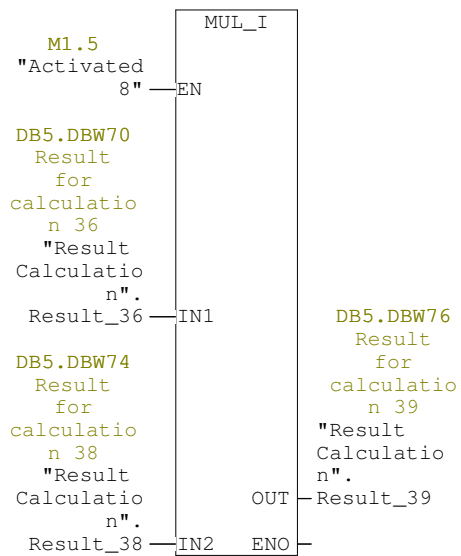 MUL_I
M1.5
"Activated
8"
EN
DB5.DBW70
Result
for
calculatio
n 36
"Result
Calculatio
n".
Result_36
IN1
DB5.DBW74
Result
for
calculatio
n 38
"Result
Calculatio
n".
Result_38
IN2
DB5.DBW76
Result
for
calculatio
n 39
"Result
Calculatio
n".
OUT
Result_39
ENO